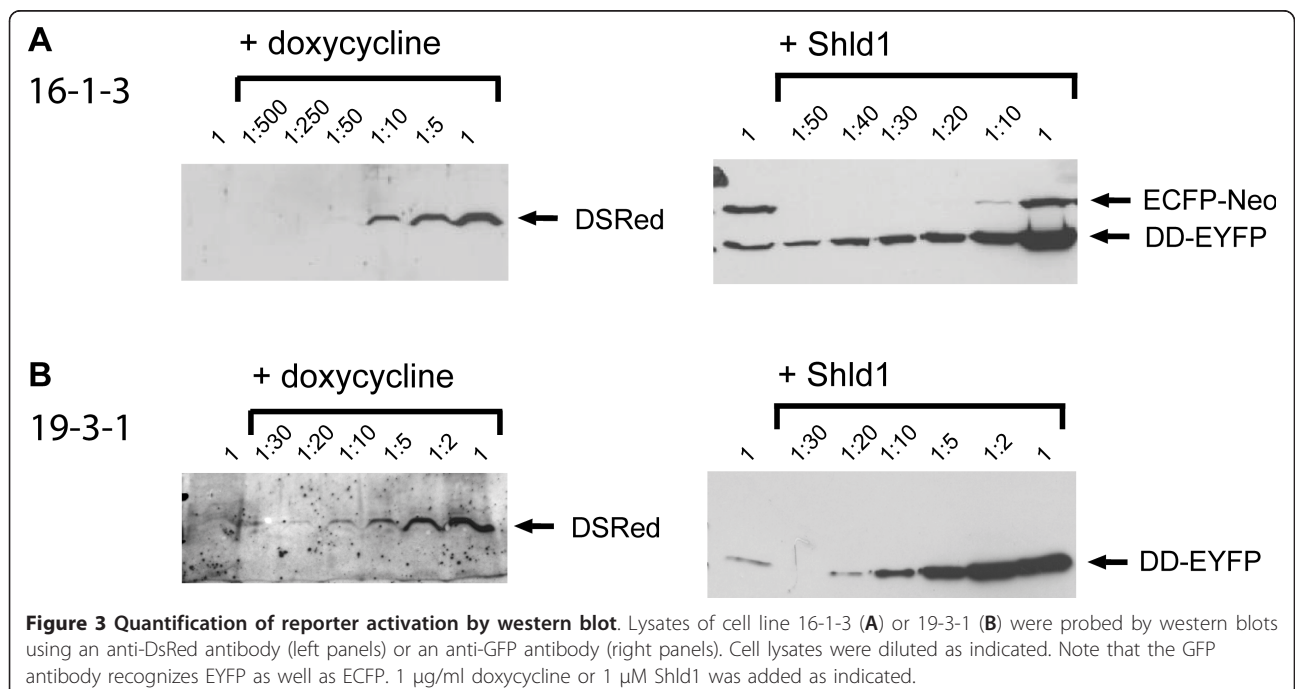 A
16-1-3
+ doxycycline
1 1:500 1:250 1:50 1:10 1:5 1
DSRed
+ Shld1
1 1:50 1:40 1:30 1:20 1:10 1
ECFP-Neo
DD-EYFP
B
19-3-1
+ doxycycline
1 1:30 1:20 1:10 1:5 1:2 1
DSRed
+ Shld1
1 1:30 1:20 1:10 1:5 1:2 1
DD-EYFP
Figure 3 Quantification of reporter activation by western blot. Lysates of cell line 16-1-3 (A) or 19-3-1 (B) were probed by western blots
using an anti-DsRed antibody (left panels) or an anti-GFP antibody (right panels). Cell lysates were diluted as indicated. Note that the GFP
antibody recognizes EYFP as well as ECFP. 1 μg/ml doxycycline or 1 μM Shld1 was added as indicated.